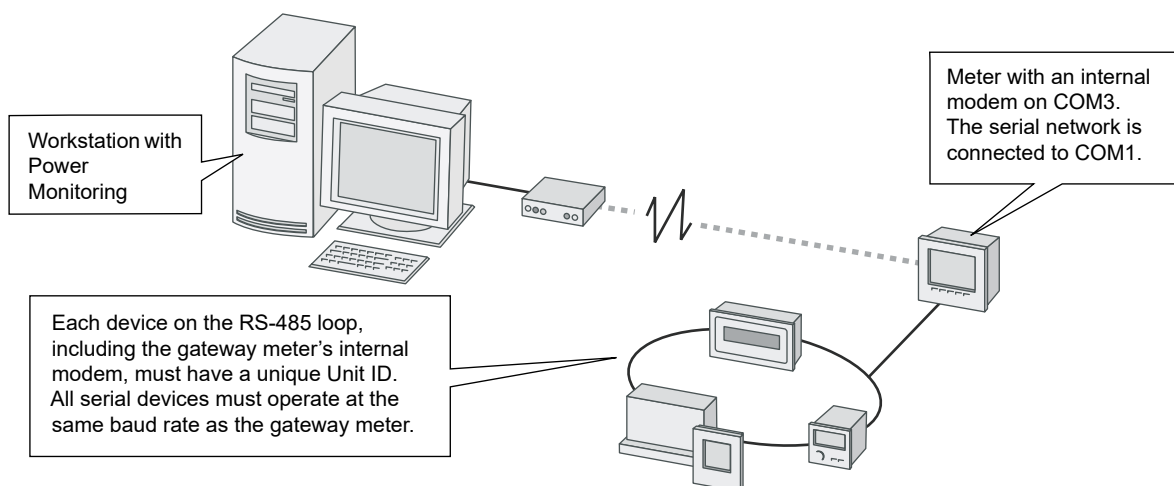 Workstation with
Power
Monitoring
Meter with an internal
modem on COM3.
The serial network is
connected to COM1.
Each device on the RS-485 loop,
including the gateway meter's internal
modem, must have a unique Unit ID.
All serial devices must operate at the
same baud rate as the gateway meter.